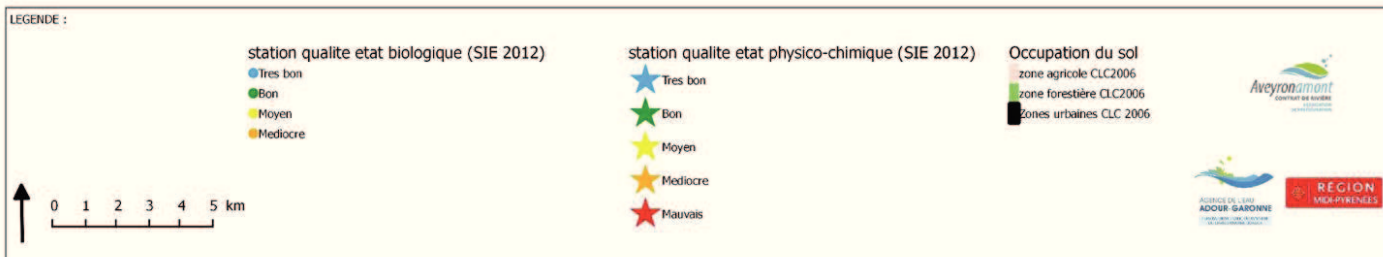 LEGENDE :
station qualite etat biologique (SIE 2012)
Tres bon
Bon
Moyen
Mediocre
station qualite etat physico-chimique (SIE 2012)
Tres bon
Bon
Moyen
Mediocre
Mauvais
Occupation du sol
zone agricole CLC2006
zone forestière CLC2006
Zones urbaines CLC 2006
0 1 2 3 4 5 km
Aveyronamont
CONTRAT DE RIVIÈRE
AGENCE DE L'EAU
ADOUR-GARONNE
RÉGION
MIDI-PYRÉNÉES